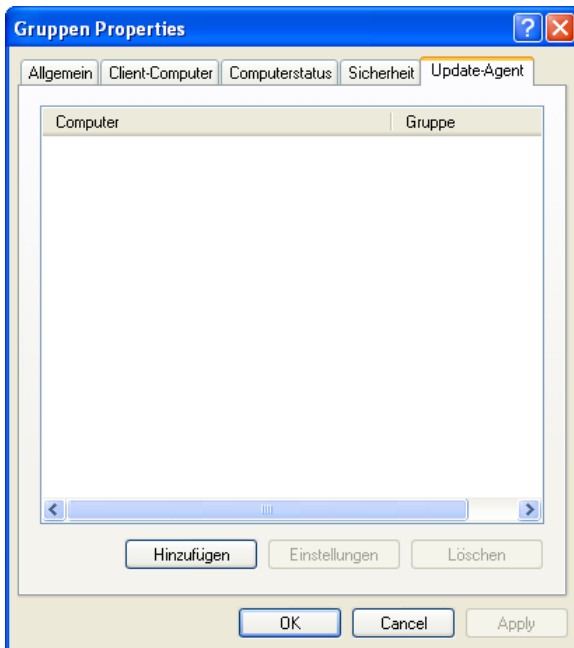 Gruppen Properties
Allgemein Client-Computer Computerstatus Sicherheit Update-Agent
Computer Gruppe
Hinzufügen Einstellungen Löschen
OK Cancel Apply